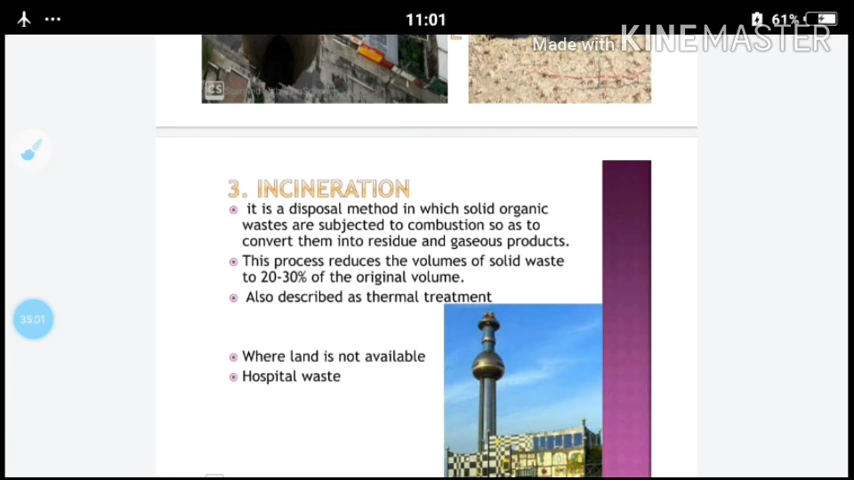 11:01
61%
Made with KINEMASTER
CS
3. INCINERATION
it is a disposal method in which solid organic
wastes are subjected to combustion so as to
convert them into residue and gaseous products.
This process reduces the volumes of solid waste
to 20-30% of the original volume.
Also described as thermal treatment
35:01
Where land is not available
Hospital waste